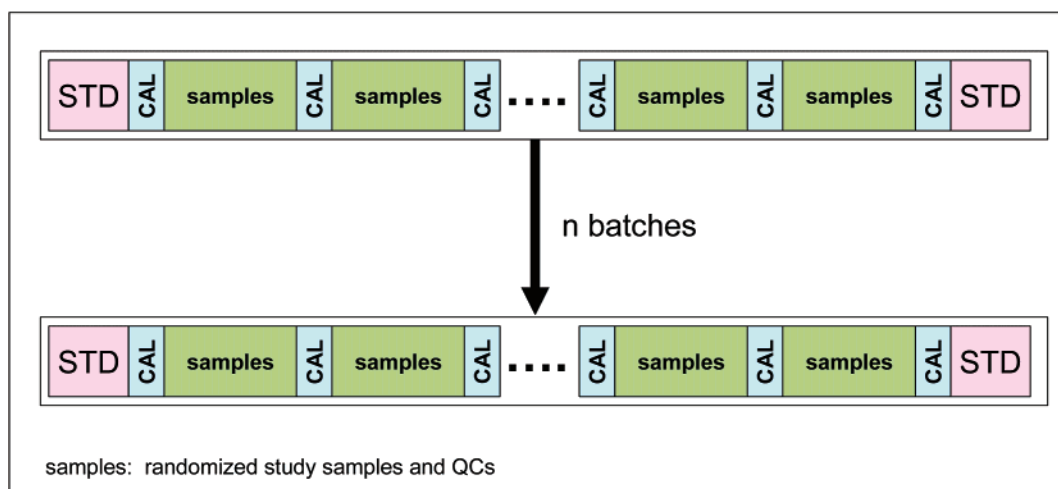 STD CAL samples CAL samples CAL .... CAL samples CAL samples CAL STD
n batches
STD CAL samples CAL samples CAL .... CAL samples CAL samples CAL STD
samples: randomized study samples and QCs